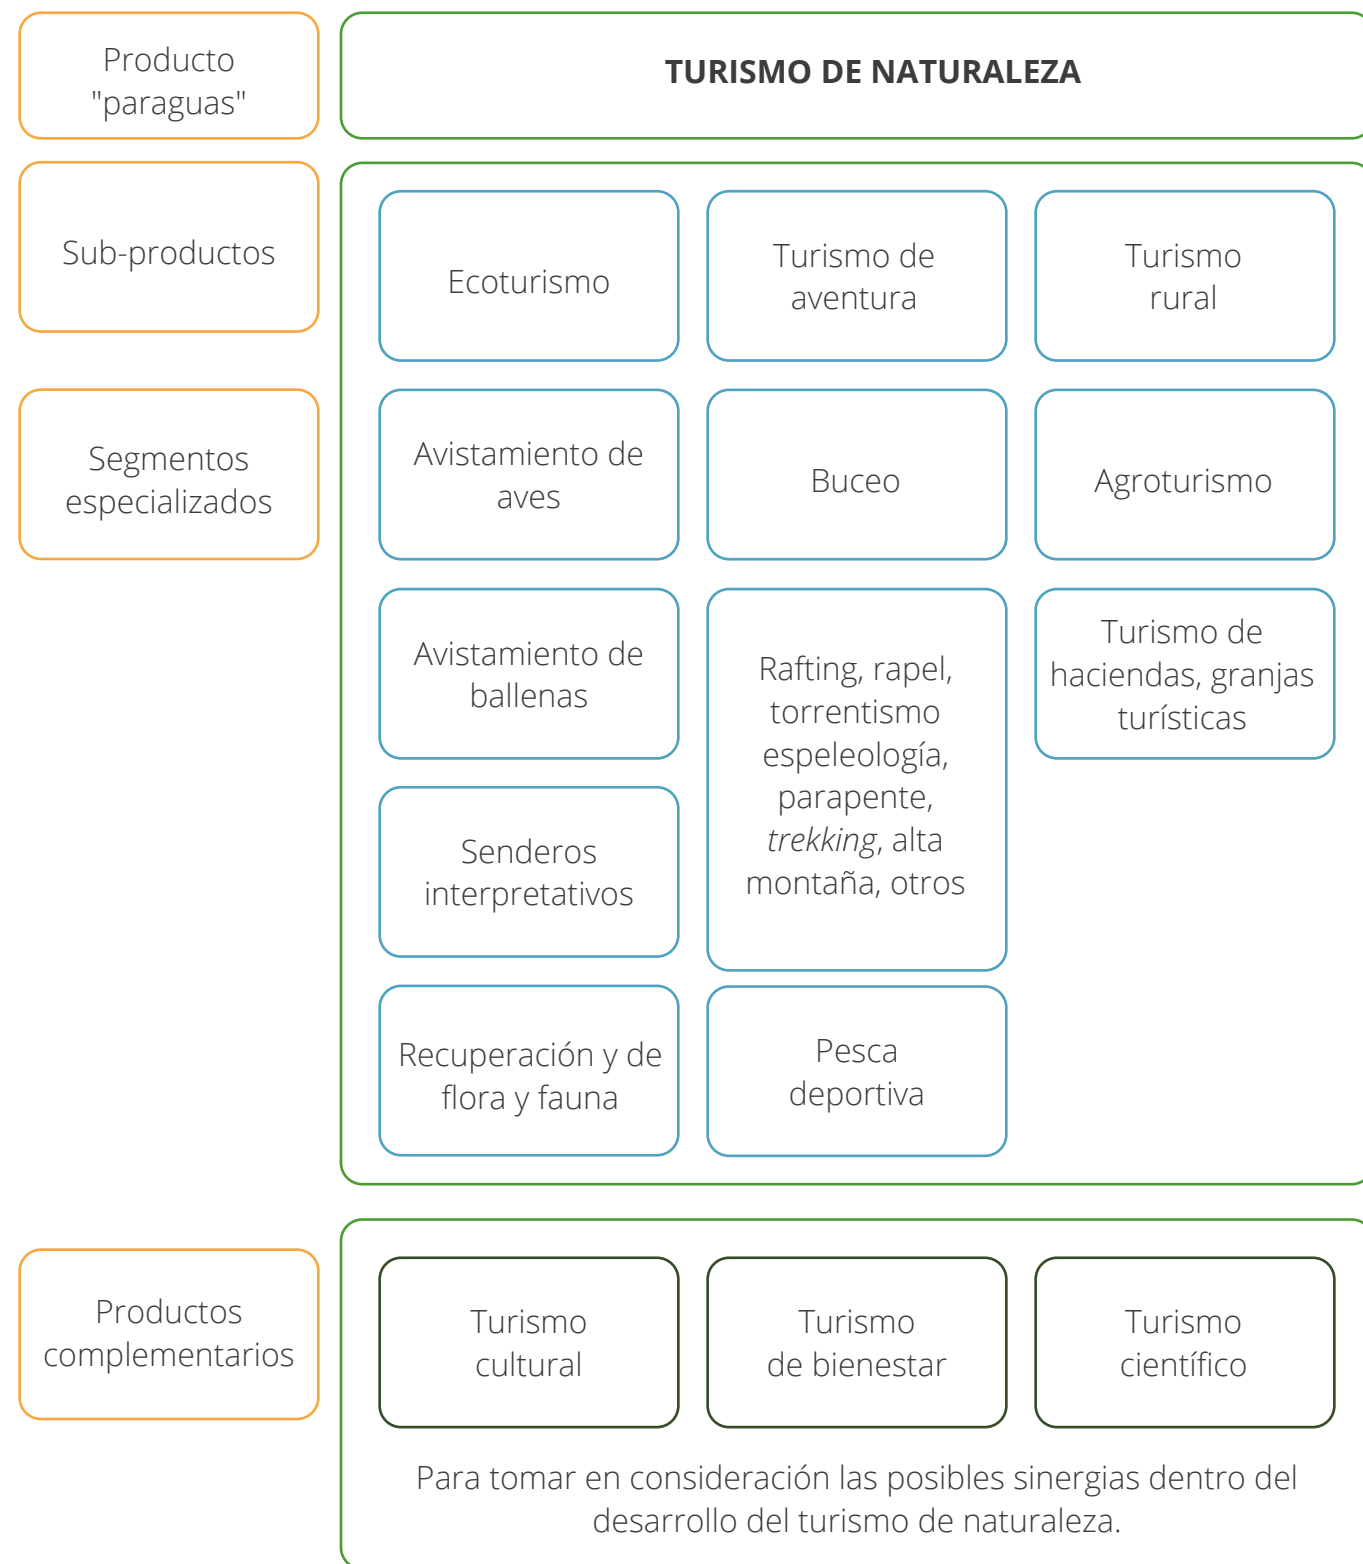 Producto
"paraguas"
TURISMO DE NATURALEZA
Sub-productos
Ecoturismo
Turismo de
aventura
Turismo
rural
Segmentos
especializados
Avistamiento de
aves
Buceo
Agroturismo
Avistamiento de
ballenas
Rafting, rapel,
torrentismo
espeleología,
parapente,
trekking, alta
montaña, otros
Turismo de
haciendas, granjas
turísticas
Senderos
interpretativos
Recuperación y de
flora y fauna
Pesca
deportiva
Productos
complementarios
Turismo
cultural
Turismo
de bienestar
Turismo
científico
Para tomar en consideración las posibles sinergias dentro del
desarrollo del turismo de naturaleza.